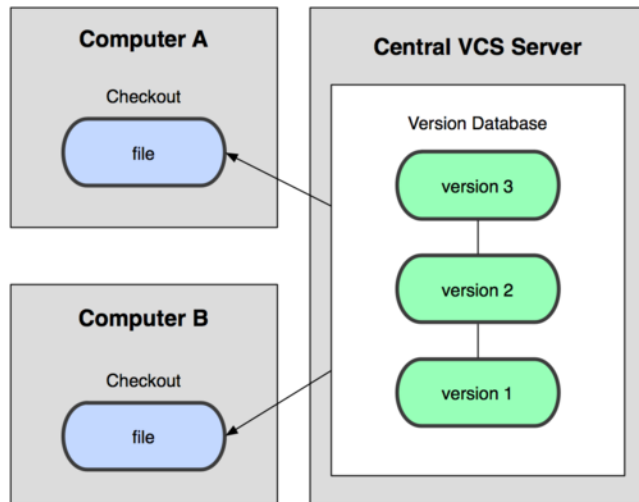 Computer A
Checkout
file
Computer B
Checkout
file
Central VCS Server
Version Database
version 3
version 2
version 1